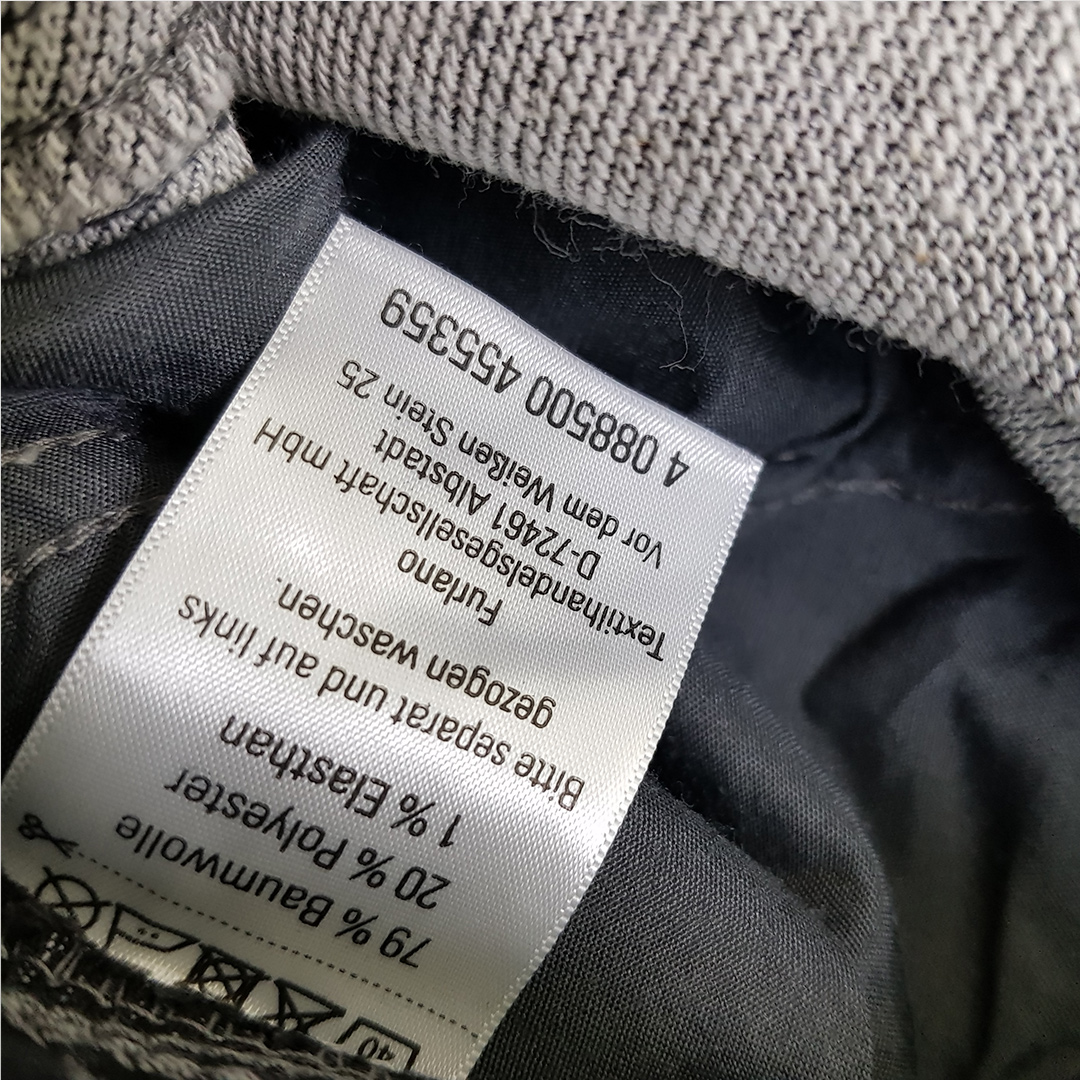 40
79 % Baumwolle
20 % Polyester
1 % Elasthan
Bitte separat und auf links
gezogen waschen.
Furlano
Textilhandelsgesellschaft mbH
D-72461 Albstadt
Vor dem Weißen Stein 25
4 088500 455359